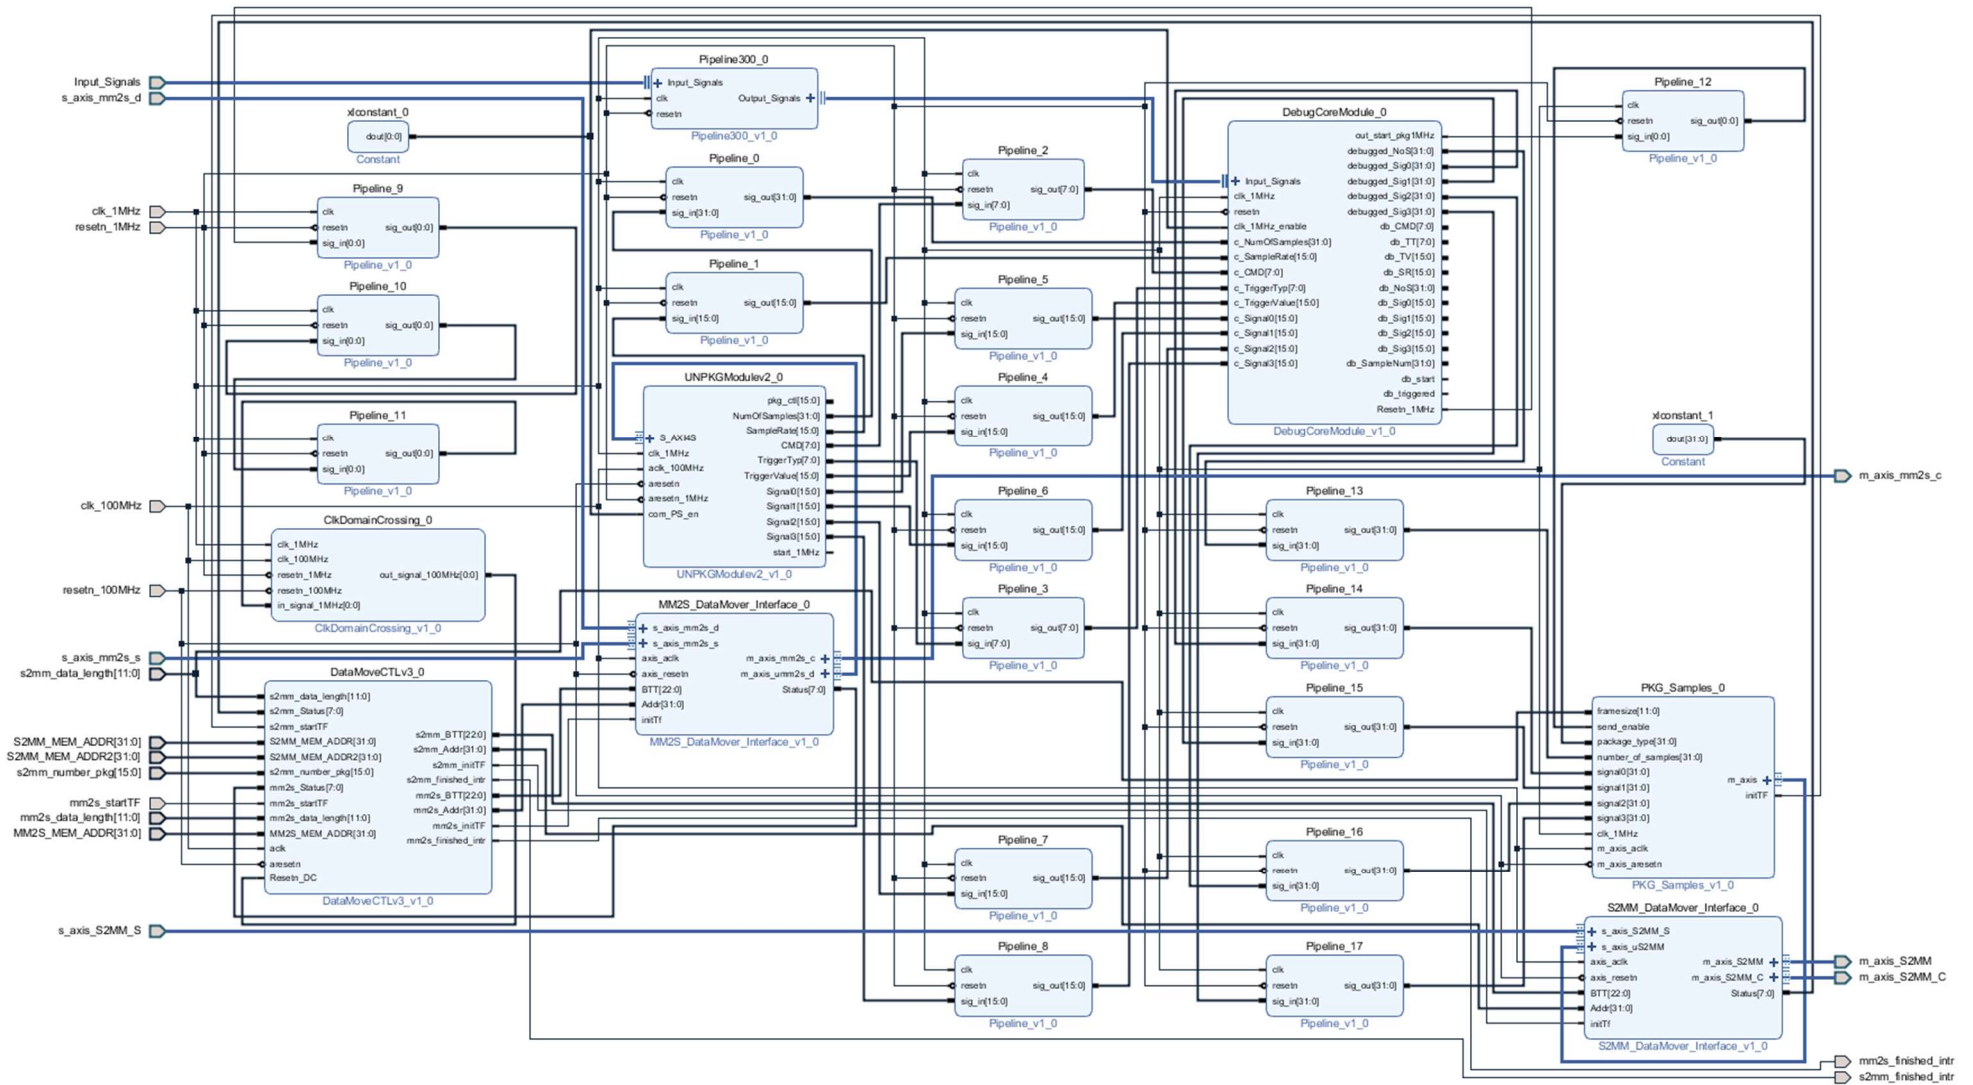 Input_Signals
s_axis_mm2s_d
clk_1MHz
resetn_1MHz
clk_100MHz
resetn_100MHz
s_axis_mm2s_s
s2mm_data_length[11:0]
S2MM_MEM_ADDR[31:0]
S2MM_MEM_ADDR2[31:0]
s2mm_number_pkg[15:0]
mm2s_startTF
mm2s_data_length[11:0]
MM2S_MEM_ADDR[31:0]
s_axis_S2MM_S
xlconstant_0
dout[0:0]
Constant
Pipeline_9
clk
resetn
sig_in[0:0]
sig_out[0:0]
Pipeline_v1_0
Pipeline_10
clk
resetn
sig_in[0:0]
sig_out[0:0]
Pipeline_v1_0
Pipeline_11
clk
resetn
sig_in[0:0]
sig_out[0:0]
Pipeline_v1_0
ClkDomainCrossing_0
clk_1MHz
clk_100MHz
resetn_1MHz
resetn_100MHz
in_signal_1MHz[0:0]
out_signal_100MHz[0:0]
ClkDomainCrossing_v1_0
DataMoveCTLv3_0
s2mm_data_length[11:0]
s2mm_Status[7:0]
s2mm_startTF
S2MM_MEM_ADDR[31:0]
S2MM_MEM_ADDR2[31:0]
s2mm_number_pkg[15:0]
mm2s_Status[7:0]
mm2s_startTF
mm2s_data_length[11:0]
MM2S_MEM_ADDR[31:0]
aclk
aresetn
Resetn_DC
s2mm_BTT[22:0]
s2mm_Addr[31:0]
s2mm_initTF
s2mm_finished_intr
mm2s_BTT[22:0]
mm2s_Addr[31:0]
mm2s_initTF
mm2s_finished_intr
DataMoveCTLv3_v1_0
Pipeline300_0
Input_Signals
clk
resetn
Output_Signals
Pipeline300_v1_0
Pipeline_0
clk
resetn
sig_in[31:0]
sig_out[31:0]
Pipeline_v1_0
Pipeline_1
clk
resetn
sig_in[15:0]
sig_out[15:0]
Pipeline_v1_0
UNPKGModulev2_0
S_AXI4S
clk_1MHz
aclk_100MHz
aresetn
aresetn_1MHz
com_PS_en
pkg_ctl[15:0]
NumOfSamples[31:0]
SampleRate[15:0]
CMD[7:0]
TriggerTyp[7:0]
TriggerValue[15:0]
Signal0[15:0]
Signal1[15:0]
Signal2[15:0]
Signal3[15:0]
start_1MHz
UNPKGModulev2_v1_0
MM2S_DataMover_Interface_0
s_axis_mm2s_d
s_axis_mm2s_s
axis_aclk
axis_resetn
BTT[22:0]
Addr[31:0]
initTf
m_axis_mm2s_c
m_axis_umm2s_d
Status[7:0]
MM2S_DataMover_Interface_v1_0
Pipeline_2
clk
resetn
sig_in[7:0]
sig_out[7:0]
Pipeline_v1_0
Pipeline_5
clk
resetn
sig_in[15:0]
sig_out[15:0]
Pipeline_v1_0
Pipeline_4
clk
resetn
sig_in[15:0]
sig_out[15:0]
Pipeline_v1_0
Pipeline_6
clk
resetn
sig_in[15:0]
sig_out[15:0]
Pipeline_v1_0
Pipeline_3
clk
resetn
sig_in[7:0]
sig_out[7:0]
Pipeline_v1_0
Pipeline_7
clk
resetn
sig_in[15:0]
sig_out[15:0]
Pipeline_v1_0
Pipeline_8
clk
resetn
sig_in[15:0]
sig_out[15:0]
Pipeline_v1_0
DebugCoreModule_0
Input_Signals
clk_1MHz
resetn
clk_1MHz_enable
c_NumOfSamples[31:0]
c_SampleRate[15:0]
c_CMD[7:0]
c_TriggerTyp[7:0]
c_TriggerValue[15:0]
c_Signal0[15:0]
c_Signal1[15:0]
c_Signal2[15:0]
c_Signal3[15:0]
out_start_pkg1MHz
debugged_NoS[31:0]
debugged_Sig0[31:0]
debugged_Sig1[31:0]
debugged_Sig2[31:0]
debugged_Sig3[31:0]
db_CMD[7:0]
db_TT[7:0]
db_TV[15:0]
db_SR[15:0]
db_NoS[31:0]
db_Sig0[15:0]
db_Sig1[15:0]
db_Sig2[15:0]
db_Sig3[15:0]
db_SampleNum[31:0]
db_start
db_triggered
Resetn_1MHz
DebugCoreModule_v1_0
Pipeline_13
clk
resetn
sig_in[31:0]
sig_out[31:0]
Pipeline_v1_0
Pipeline_14
clk
resetn
sig_in[31:0]
sig_out[31:0]
Pipeline_v1_0
Pipeline_15
clk
resetn
sig_in[31:0]
sig_out[31:0]
Pipeline_v1_0
Pipeline_16
clk
resetn
sig_in[31:0]
sig_out[31:0]
Pipeline_v1_0
Pipeline_17
clk
resetn
sig_in[31:0]
sig_out[31:0]
Pipeline_v1_0
Pipeline_12
clk
resetn
sig_in[0:0]
sig_out[0:0]
Pipeline_v1_0
xlconstant_1
dout[31:0]
Constant
PKG_Samples_0
framesize[11:0]
send_enable
package_type[31:0]
number_of_samples[31:0]
signal0[31:0]
signal1[31:0]
signal2[31:0]
signal3[31:0]
clk_1MHz
m_axis_aclk
m_axis_aresetn
m_axis
initTF
PKG_Samples_v1_0
S2MM_DataMover_Interface_0
s_axis_S2MM_S
s_axis_uS2MM
axis_aclk
axis_resetn
BTT[22:0]
Addr[31:0]
initTf
m_axis_S2MM
m_axis_S2MM_C
Status[7:0]
S2MM_DataMover_Interface_v1_0
m_axis_mm2s_c
m_axis_S2MM
m_axis_S2MM_C
mm2s_finished_intr
s2mm_finished_intr